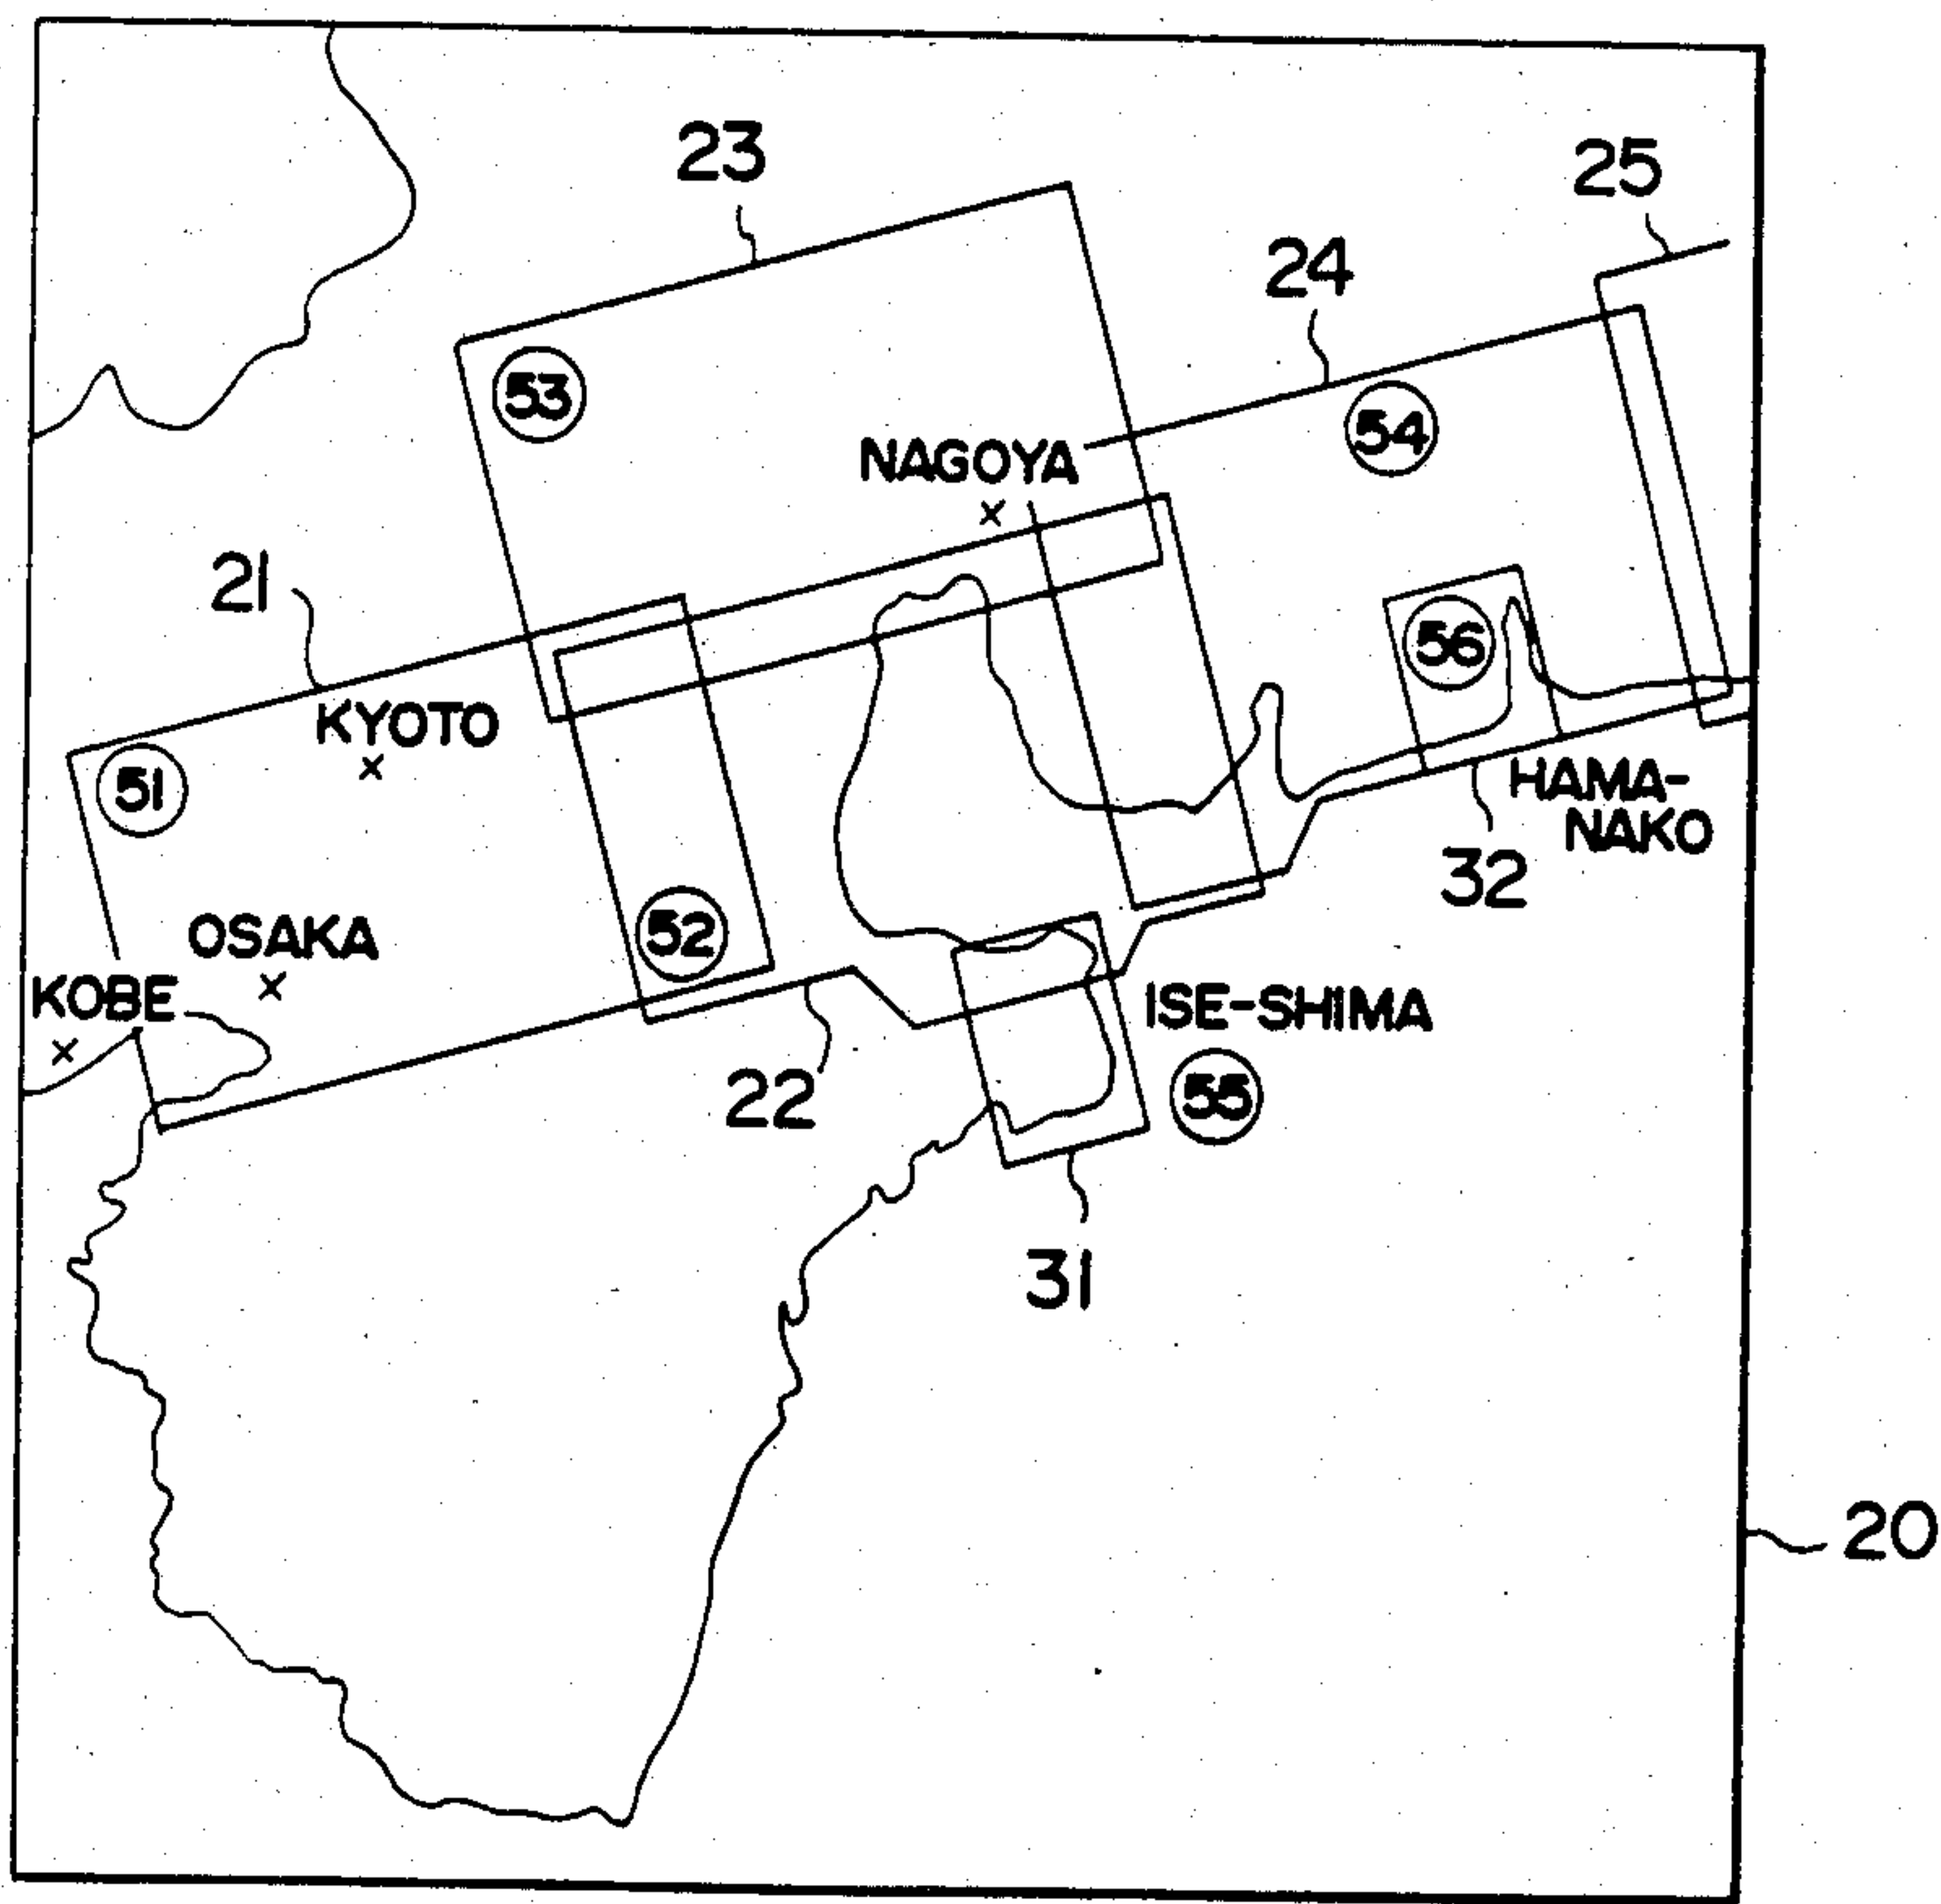 23
25
24
53
54
NAGOYA
×
21
56
KYOTO
×
51
HAMA-
NAKO
32
52
OSAKA
×
KOBE
×
ISE-SHIMA
22
55
31
20